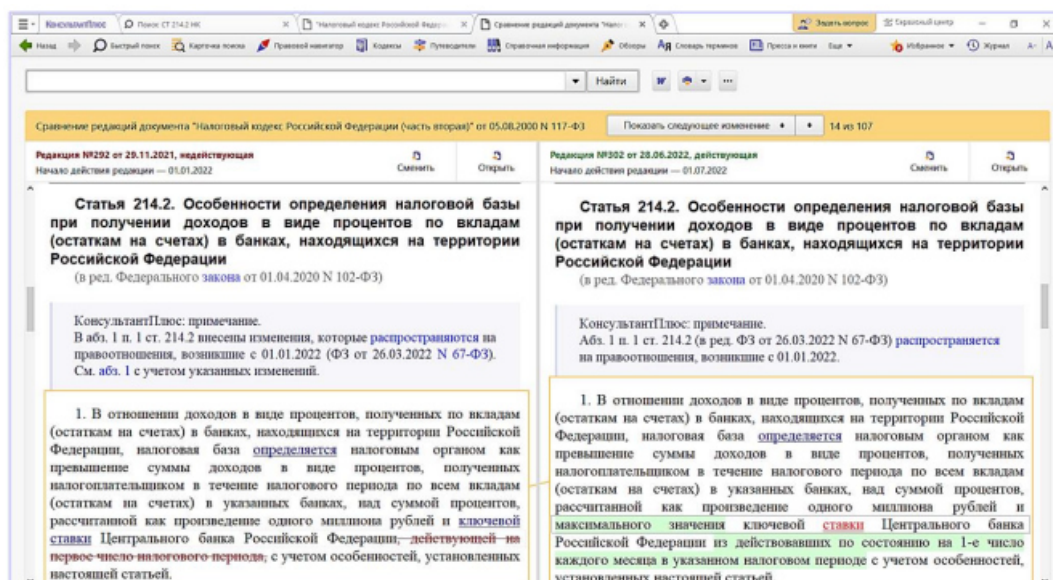 КонсультантПлюс
Поиск: СТ 214.2 НК
"Налоговый кодекс Российской Федер
Сравнение редакций документа "Нало
Задать вопрос
Сервисный центр
Назад
Быстрый поиск
Карточка поиска
Правовой навигатор
Кодексы
Путеводители
Справочная информация
Обзоры
Словарь терминов
Пресса и книги
Еще
Избранное
Журнал
А-
Найти
Сравнение редакций документа "Налоговый кодекс Российской Федерации (часть вторая)" от 05.08.2000 N 117-ФЗ
Показать следующее изменение
14 из 107
Редакция №292 от 29.11.2021, недействующая
Начало действия редакции — 01.01.2022
Сменить
Открыть
Статья 214.2. Особенности определения налоговой базы
при получении доходов в виде процентов по вкладам
(остаткам на счетах) в банках, находящихся на территории
Российской Федерации
(в ред. Федерального закона от 01.04.2020 N 102-ФЗ)
КонсультантПлюс: примечание.
В абз. 1 п. 1 ст. 214.2 внесены изменения, которые распространяются на
правоотношения, возникшие с 01.01.2022 (ФЗ от 26.03.2022 N 67-ФЗ).
См. абз. 1 с учетом указанных изменений.
1. В отношении доходов в виде процентов, полученных по вкладам
(остаткам на счетах) в банках, находящихся на территории Российской
Федерации, налоговая база определяется налоговым органом как
превышение суммы доходов в виде процентов, полученных
налогоплательщиком в течение налогового периода по всем вкладам
(остаткам на счетах) в указанных банках, над суммой процентов,
рассчитанной как произведение одного миллиона рублей и ключевой
ставки Центрального банка Российской Федерации, действующей на
первое число налогового периода, с учетом особенностей, установленных
настоящей статьей.
Редакция №302 от 28.06.2022, действующая
Начало действия редакции — 01.07.2022
Сменить
Открыть
Статья 214.2. Особенности определения налоговой базы
при получении доходов в виде процентов по вкладам
(остаткам на счетах) в банках, находящихся на территории
Российской Федерации
(в ред. Федерального закона от 01.04.2020 N 102-ФЗ)
КонсультантПлюс: примечание.
Абз. 1 п. 1 ст. 214.2 (в ред. ФЗ от 26.03.2022 N 67-ФЗ) распространяется
на правоотношения, возникшие с 01.01.2022.
1. В отношении доходов в виде процентов, полученных по вкладам
(остаткам на счетах) в банках, находящихся на территории Российской
Федерации, налоговая база определяется налоговым органом как
превышение суммы доходов в виде процентов, полученных
налогоплательщиком в течение налогового периода по всем вкладам
(остаткам на счетах) в указанных банках, над суммой процентов,
рассчитанной как произведение одного миллиона рублей и
максимального значения ключевой ставки Центрального банка
Российской Федерации из действовавших по состоянию на 1-е число
каждого месяца в указанном налоговом периоде с учетом особенностей,
установленных настоящей статьей.